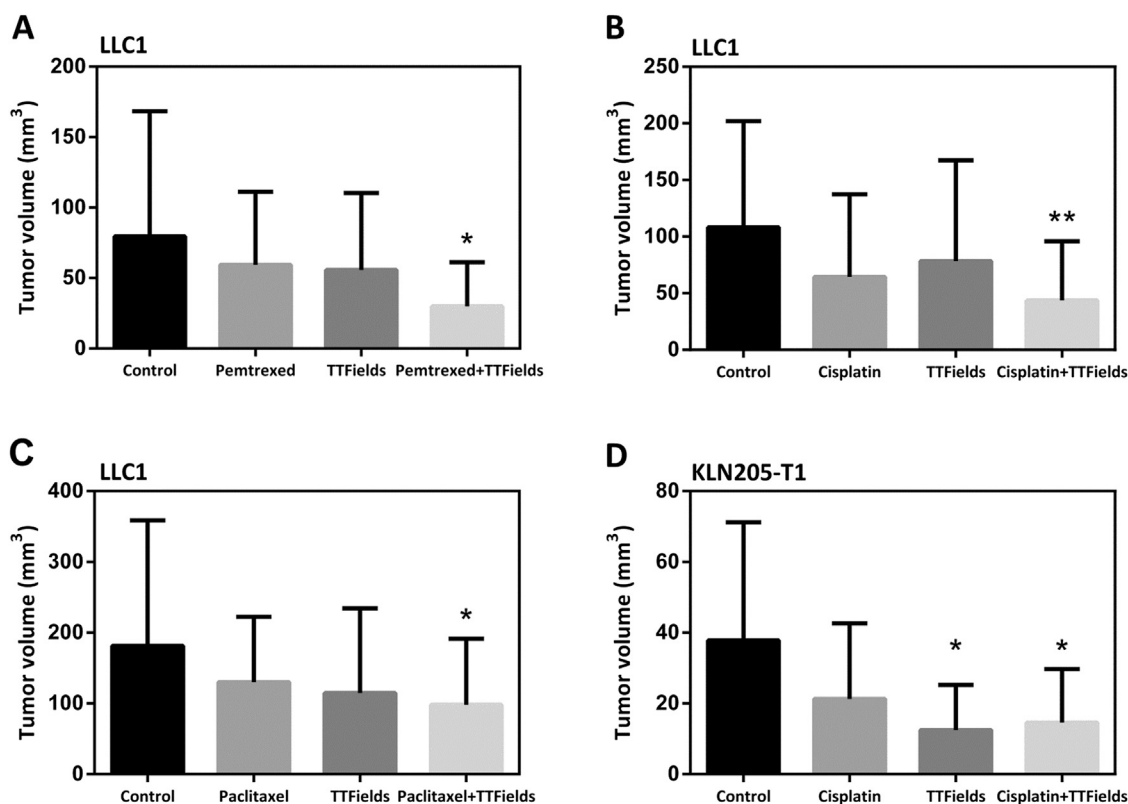 A
LLC1
Tumor volume (mm³)
200
150
100
50
0
*
Control Pemtrexed TTFields Pemtrexed+TTFields
B
LLC1
Tumor volume (mm³)
250
200
150
100
50
0
**
Control Cisplatin TTFields Cisplatin+TTFields
C
LLC1
Tumor volume (mm³)
400
300
200
100
0
*
Control Paclitaxel TTFields Paclitaxel+TTFields
D
KLN205-T1
Tumor volume (mm³)
80
60
40
20
0
* *
Control Cisplatin TTFields Cisplatin+TTFields